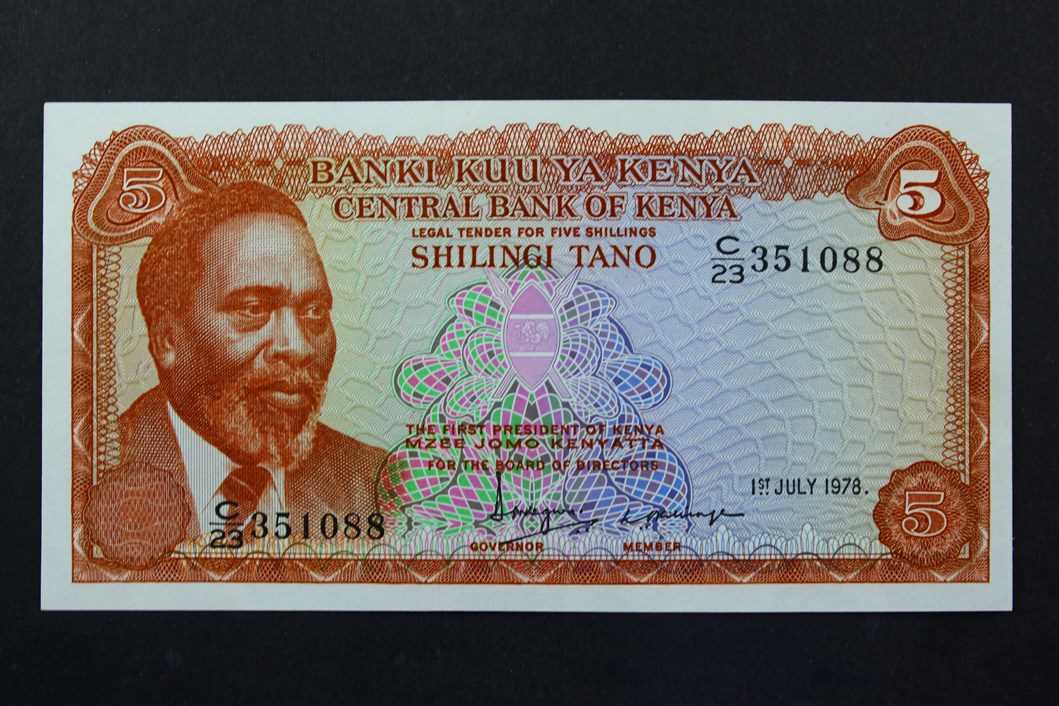 5
5
BANKI KUU YA KENYA
CENTRAL BANK OF KENYA
LEGAL TENDER FOR FIVE SHILLINGS
SHILINGI TANO
C/23 351088
THE FIRST PRESIDENT OF KENYA
MZEE JOMO KENYATTA
FOR THE BOARD OF DIRECTORS
1ST JULY 1978.
C/23 351088
GOVERNOR
MEMBER
5